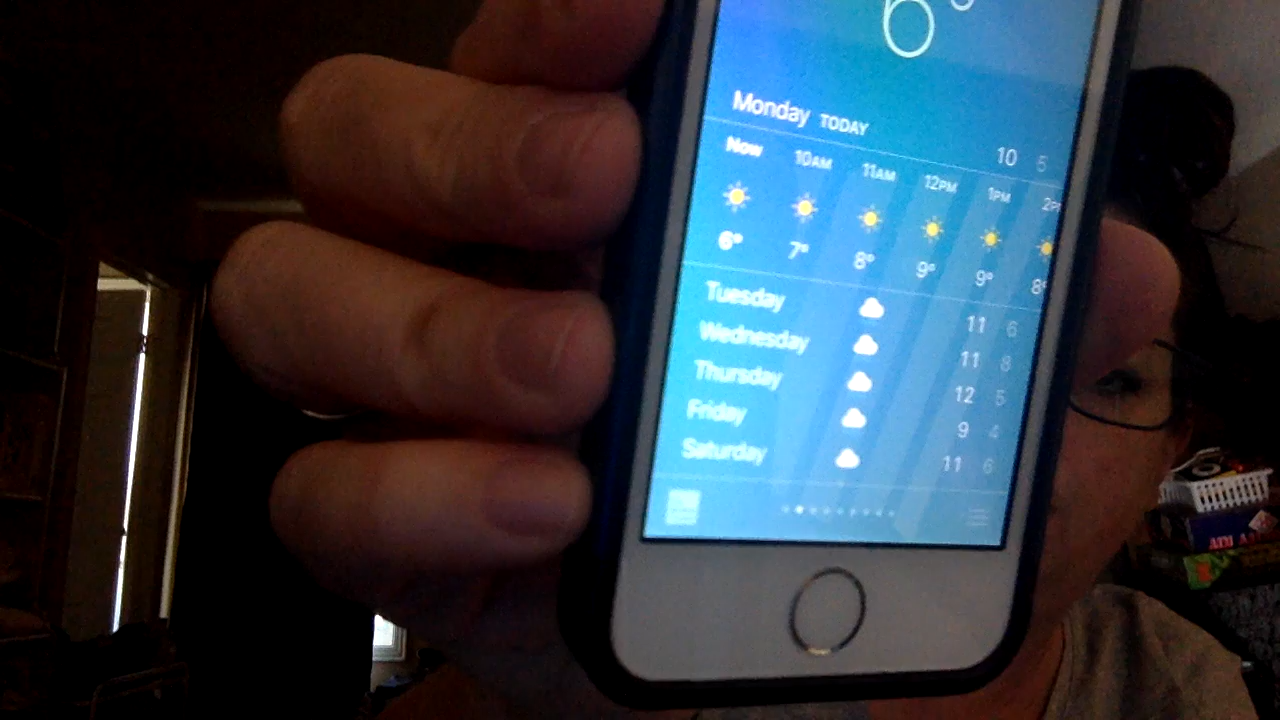 6°
Monday TODAY 10 5
Now 10AM 11AM 12PM 1PM 2P
6° 7° 8° 9° 9° 8°
Tuesday 11 6
Wednesday 11 8
Thursday 12 5
Friday 9 4
Saturday 11 6